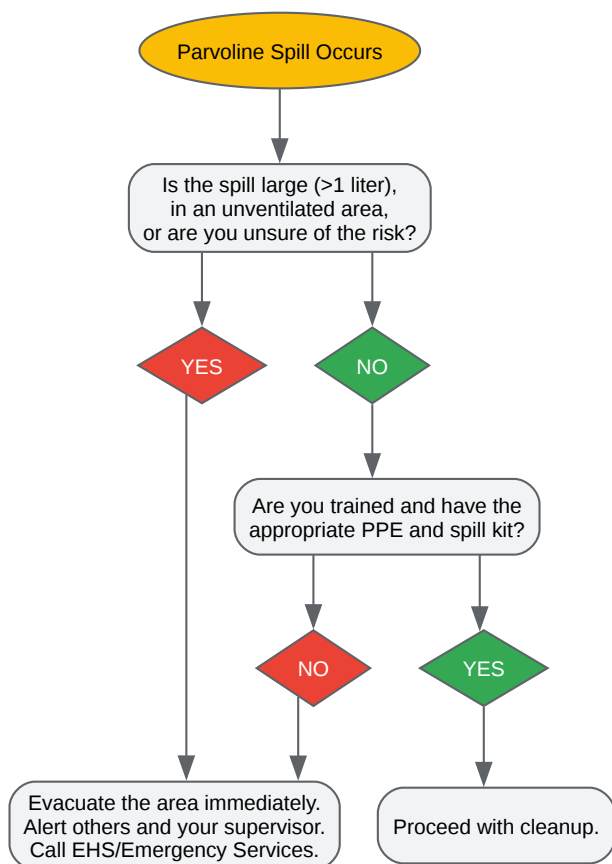 Parvoline Spill Occurs
Is the spill large (>1 liter),
in an unventilated area,
or are you unsure of the risk?
YES
NO
Are you trained and have the
appropriate PPE and spill kit?
NO
YES
Evacuate the area immediately.
Alert others and your supervisor.
Call EHS/Emergency Services.
Proceed with cleanup.